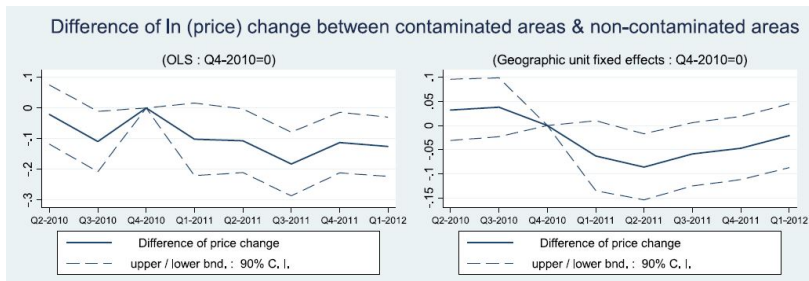 Difference of ln (price) change between contaminated areas & non-contaminated areas
(OLS : Q4-2010=0)
.1
0
-.1
-.2
-.3
Q2-2010 Q3-2010 Q4-2010 Q1-2011 Q2-2011 Q3-2011 Q4-2011 Q1-2012
Difference of price change
upper / lower bnd, : 90% C, I,
(Geographic unit fixed effects : Q4-2010=0)
.1
.05
0
-.05
-.1
-.15
Q2-2010 Q3-2010 Q4-2010 Q1-2011 Q2-2011 Q3-2011 Q4-2011 Q1-2012
Difference of price change
upper / lower bnd, : 90% C, I,